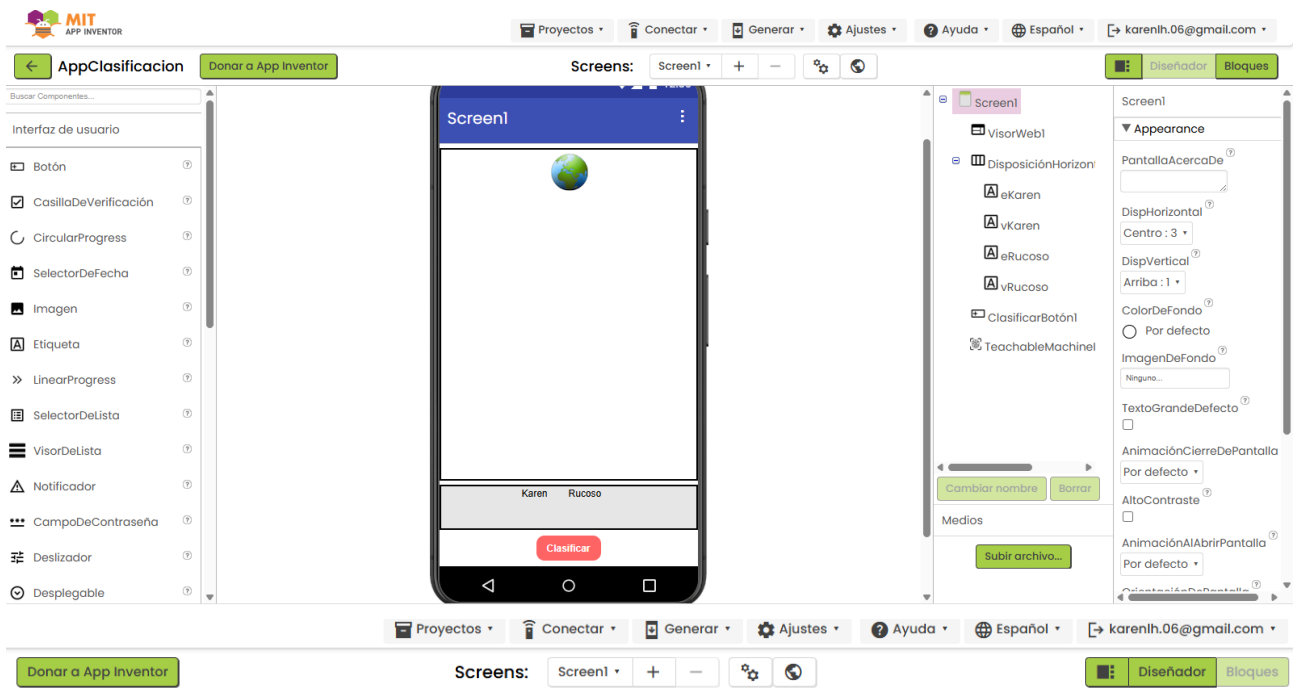 MIT
APP INVENTOR
Proyectos Conectar Generar Ajustes Ayuda Español karenlh.06@gmail.com
AppClasificacion Donar a App Inventor Screens: Screen1 + − Diseñador Bloques
Buscar Componentes...
Interfaz de usuario
Botón
CasillaDeVerificación
CircularProgress
SelectorDeFecha
Imagen
Etiqueta
LinearProgress
SelectorDeLista
VisorDeLista
Notificador
CampoDeContraseña
Deslizador
Desplegable
Screen1
Karen Rucoso
Clasificar
Screen1
VisorWeb1
DisposiciónHorizont
eKaren
vKaren
eRucoso
vRucoso
ClasificarBotón1
TeachableMachineI
Cambiar nombre Borrar
Medios
Subir archivo...
Screen1
Appearance
PantallaAcercaDe
DispHorizontal
Centro : 3
DispVertical
Arriba : 1
ColorDeFondo
Por defecto
ImagenDeFondo
Ninguno...
TextoGrandeDefecto
AnimaciónCierreDePantalla
Por defecto
AltoContraste
AnimaciónAlAbrirPantalla
Por defecto
Proyectos Conectar Generar Ajustes Ayuda Español karenlh.06@gmail.com
Donar a App Inventor Screens: Screen1 + − Diseñador Bloques